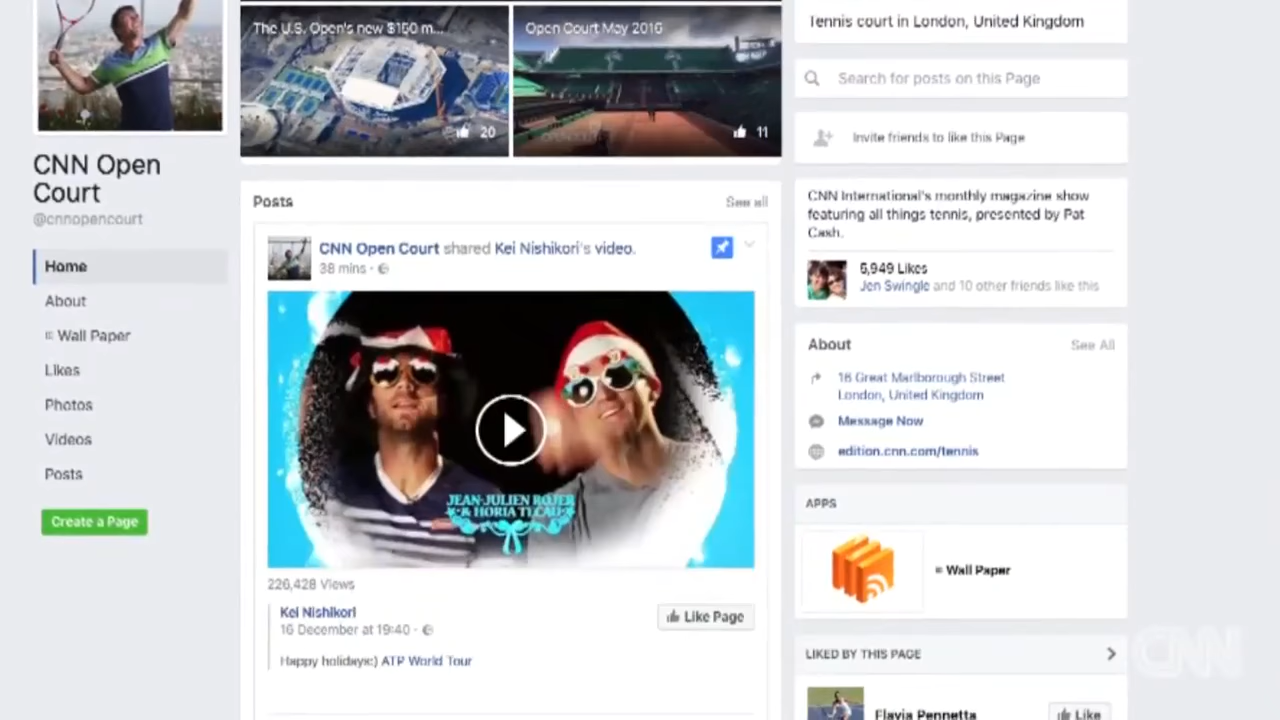 The U.S. Open's new $150 m...
20
Open Court May 2016
11
CNN Open
Court
@cnnopencourt
Home
About
Wall Paper
Likes
Photos
Videos
Posts
Create a Page
Posts
See all
CNN Open Court shared Kei Nishikori's video.
38 mins ·
JEAN-JULIEN ROJER
& HORIA TECAU
226,428 Views
Kei Nishikori
16 December at 19:40 ·
Like Page
Happy holidays:) ATP World Tour
Tennis court in London, United Kingdom
Search for posts on this Page
Invite friends to like this Page
CNN International's monthly magazine show
featuring all things tennis, presented by Pat
Cash.
5,949 Likes
Jen Swingle and 10 other friends like this
About
See All
16 Great Marlborough Street
London, United Kingdom
Message Now
edition.cnn.com/tennis
APPS
Wall Paper
LIKED BY THIS PAGE
CNN
Flavia Pennetta
Like